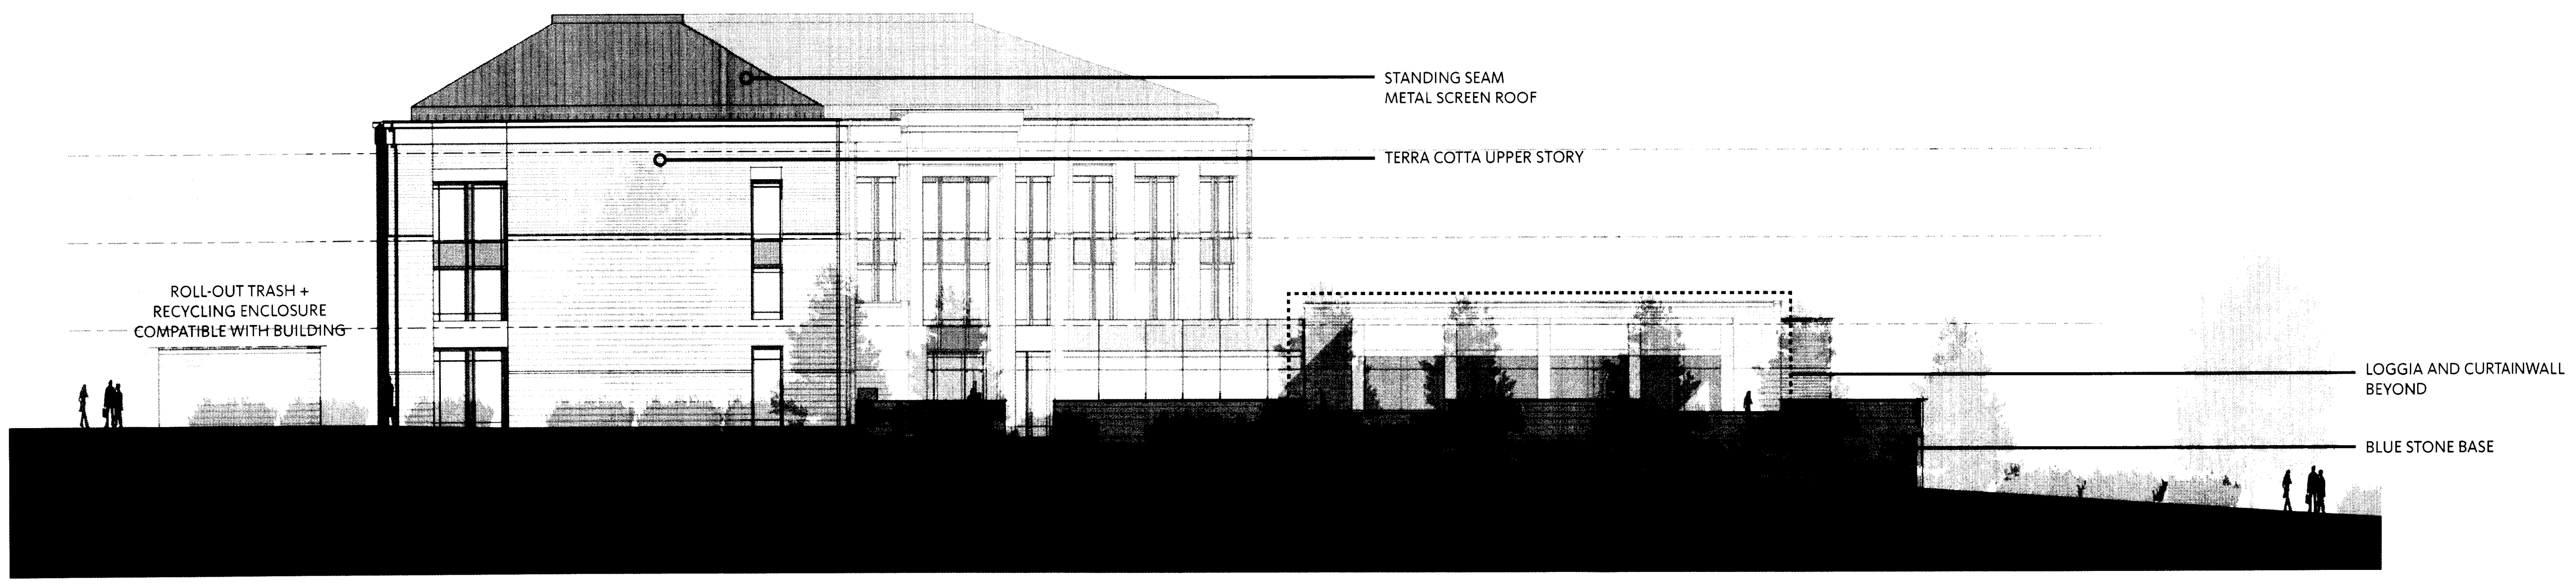 STANDING SEAM
METAL SCREEN ROOF
TERRA COTTA UPPER STORY
ROLL-OUT TRASH +
RECYCLING ENCLOSURE
COMPATIBLE WITH BUILDING
LOGGIA AND CURTAINWALL
BEYOND
BLUE STONE BASE